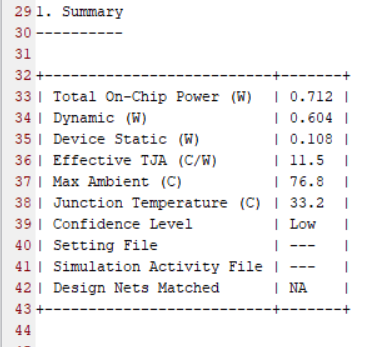 29 1. Summary
30 ----------
31
32 +----------------------------+-------+
33 | Total On-Chip Power (W)  | 0.712 |
34 | Dynamic (W)              | 0.604 |
35 | Device Static (W)        | 0.108 |
36 | Effective TJA (C/W)      | 11.5  |
37 | Max Ambient (C)          | 76.8  |
38 | Junction Temperature (C) | 33.2  |
39 | Confidence Level         | Low   |
40 | Setting File             | ---   |
41 | Simulation Activity File | ---   |
42 | Design Nets Matched      | NA    |
43 +----------------------------+-------+
44